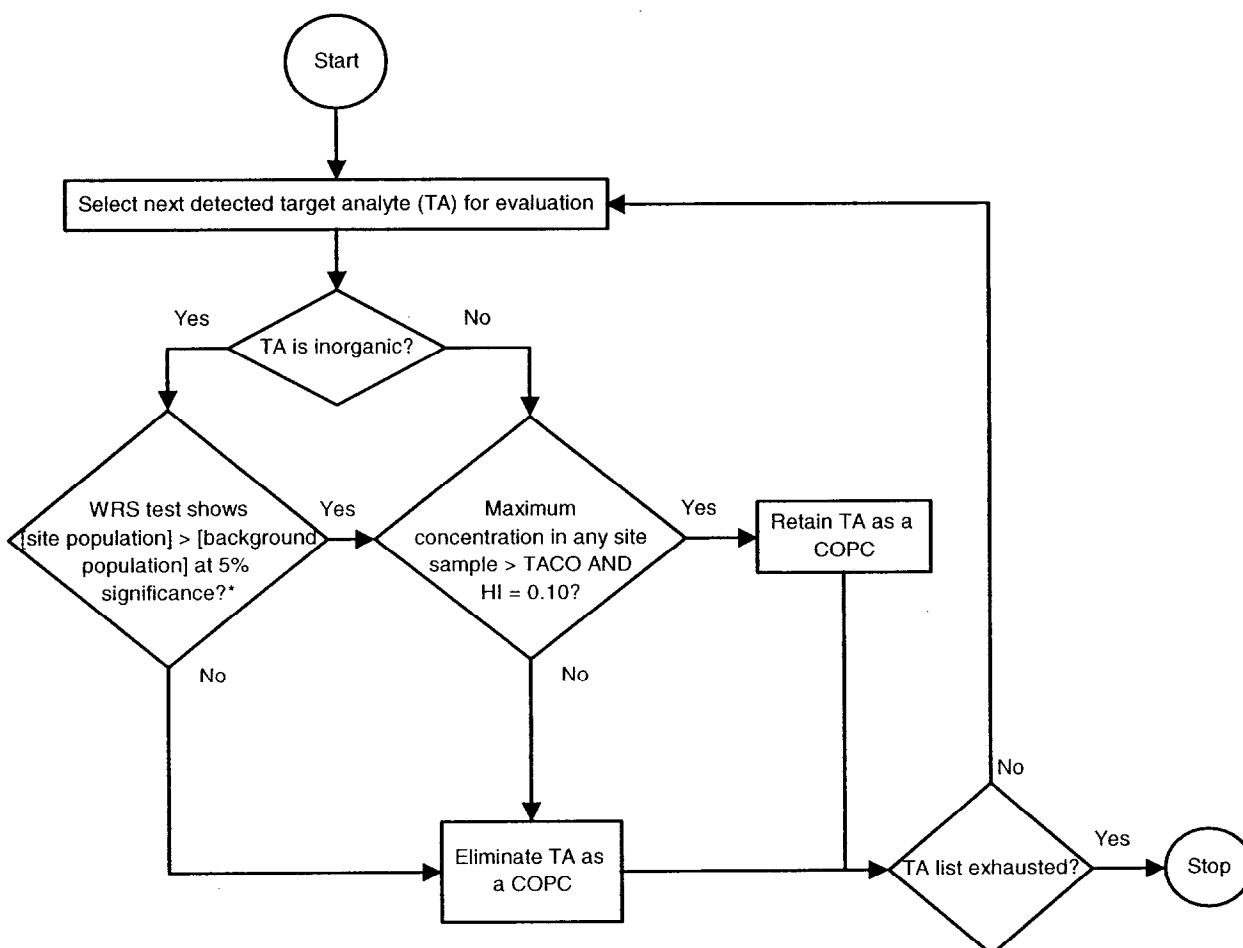 Start
Select next detected target analyte (TA) for evaluation
Yes
No
TA is inorganic?
WRS test shows
[site population] > [background
population] at 5%
significance?*
Yes
Maximum
concentration in any site
sample > TACO AND
HI = 0.10?
Yes
Retain TA as a
COPC
No
No
No
Eliminate TA as
a COPC
TA list exhausted?
Yes
Stop